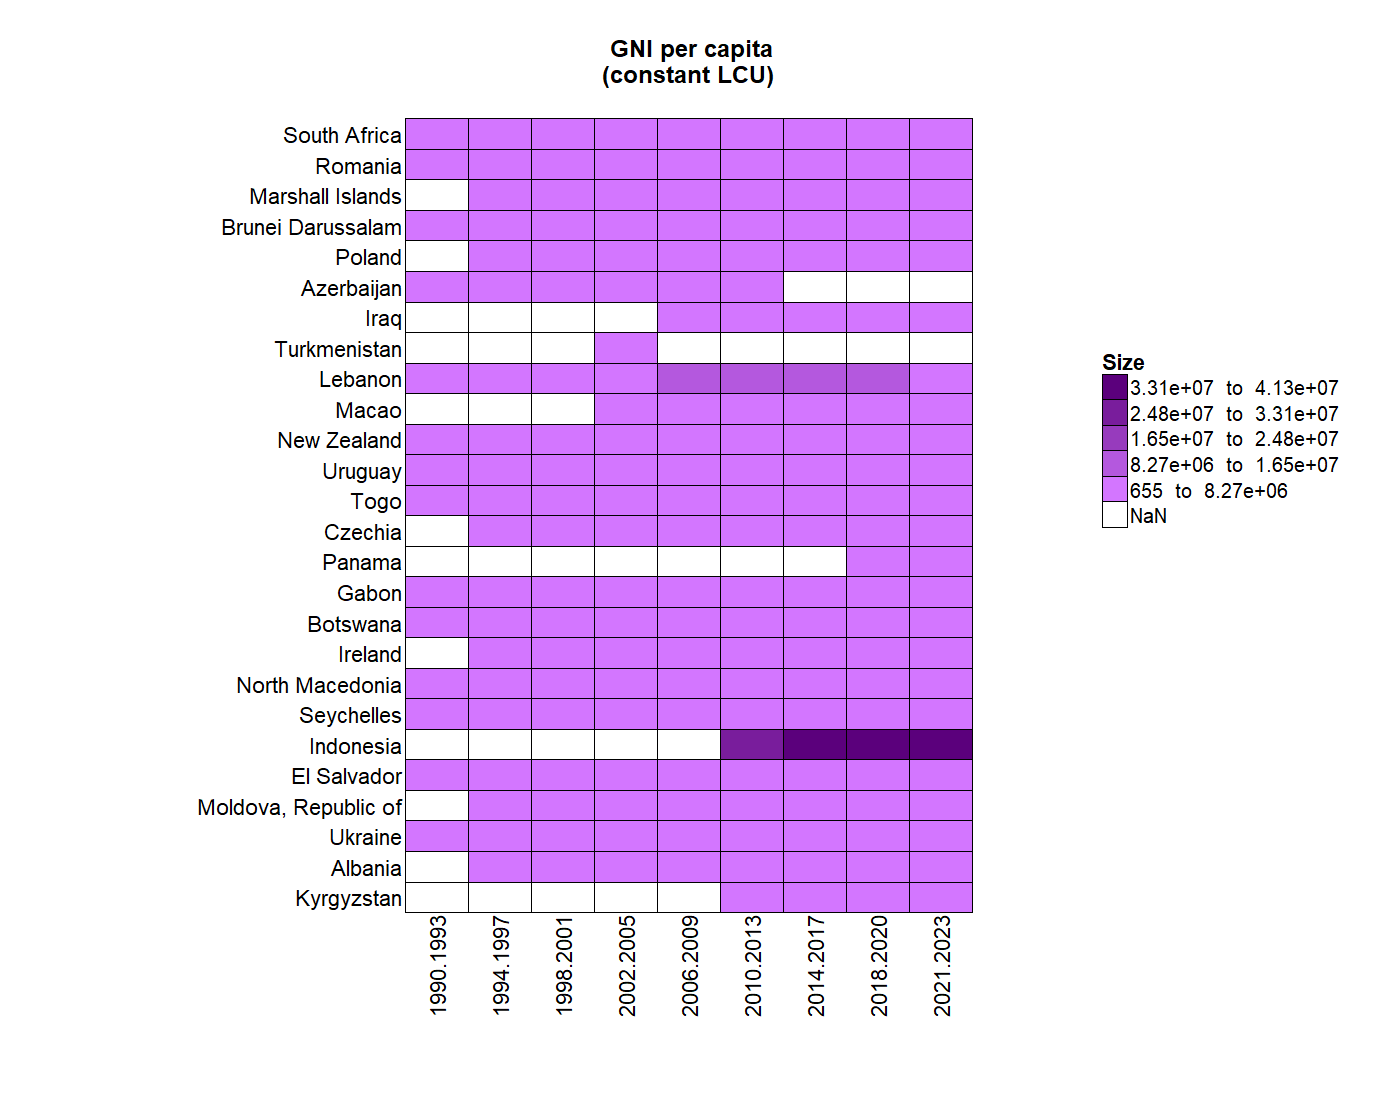 GNI per capita
(constant LCU)
South Africa
Romania
Marshall Islands
Brunei Darussalam
Poland
Azerbaijan
Iraq
Turkmenistan
Lebanon
Macao
New Zealand
Uruguay
Togo
Czechia
Panama
Gabon
Botswana
Ireland
North Macedonia
Seychelles
Indonesia
El Salvador
Moldova, Republic of
Ukraine
Albania
Kyrgyzstan
1990.1993
1994.1997
1998.2001
2002.2005
2006.2009
2010.2013
2014.2017
2018.2020
2021.2023
Size
3.31e+07 to 4.13e+07
2.48e+07 to 3.31e+07
1.65e+07 to 2.48e+07
8.27e+06 to 1.65e+07
655 to 8.27e+06
NaN